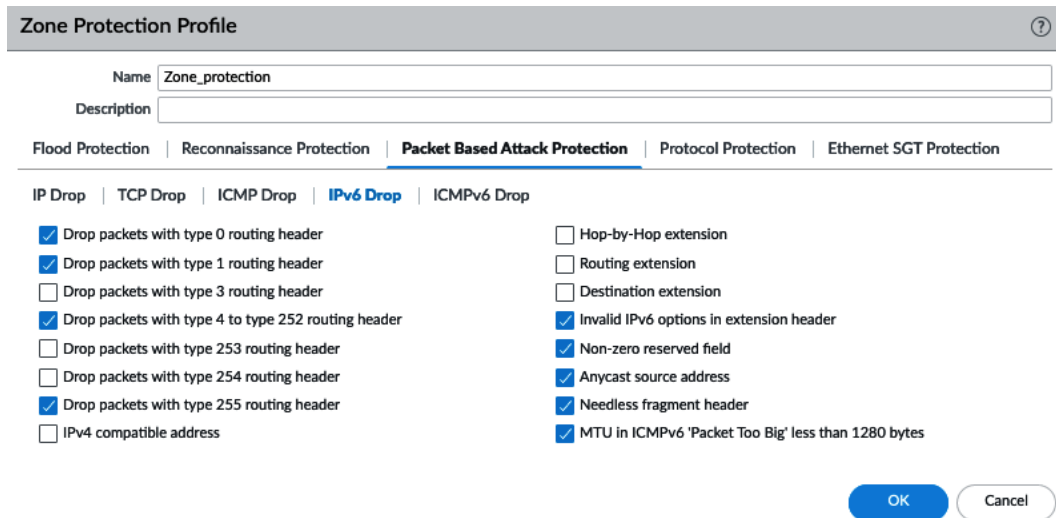 Zone Protection Profile
Name Zone_protection
Description
Flood Protection | Reconnaissance Protection | Packet Based Attack Protection | Protocol Protection | Ethernet SGT Protection
IP Drop | TCP Drop | ICMP Drop | IPv6 Drop | ICMPv6 Drop
Drop packets with type 0 routing header
Drop packets with type 1 routing header
Drop packets with type 3 routing header
Drop packets with type 4 to type 252 routing header
Drop packets with type 253 routing header
Drop packets with type 254 routing header
Drop packets with type 255 routing header
IPv4 compatible address
Hop-by-Hop extension
Routing extension
Destination extension
Invalid IPv6 options in extension header
Non-zero reserved field
Anycast source address
Needless fragment header
MTU in ICMPv6 'Packet Too Big' less than 1280 bytes
OK Cancel